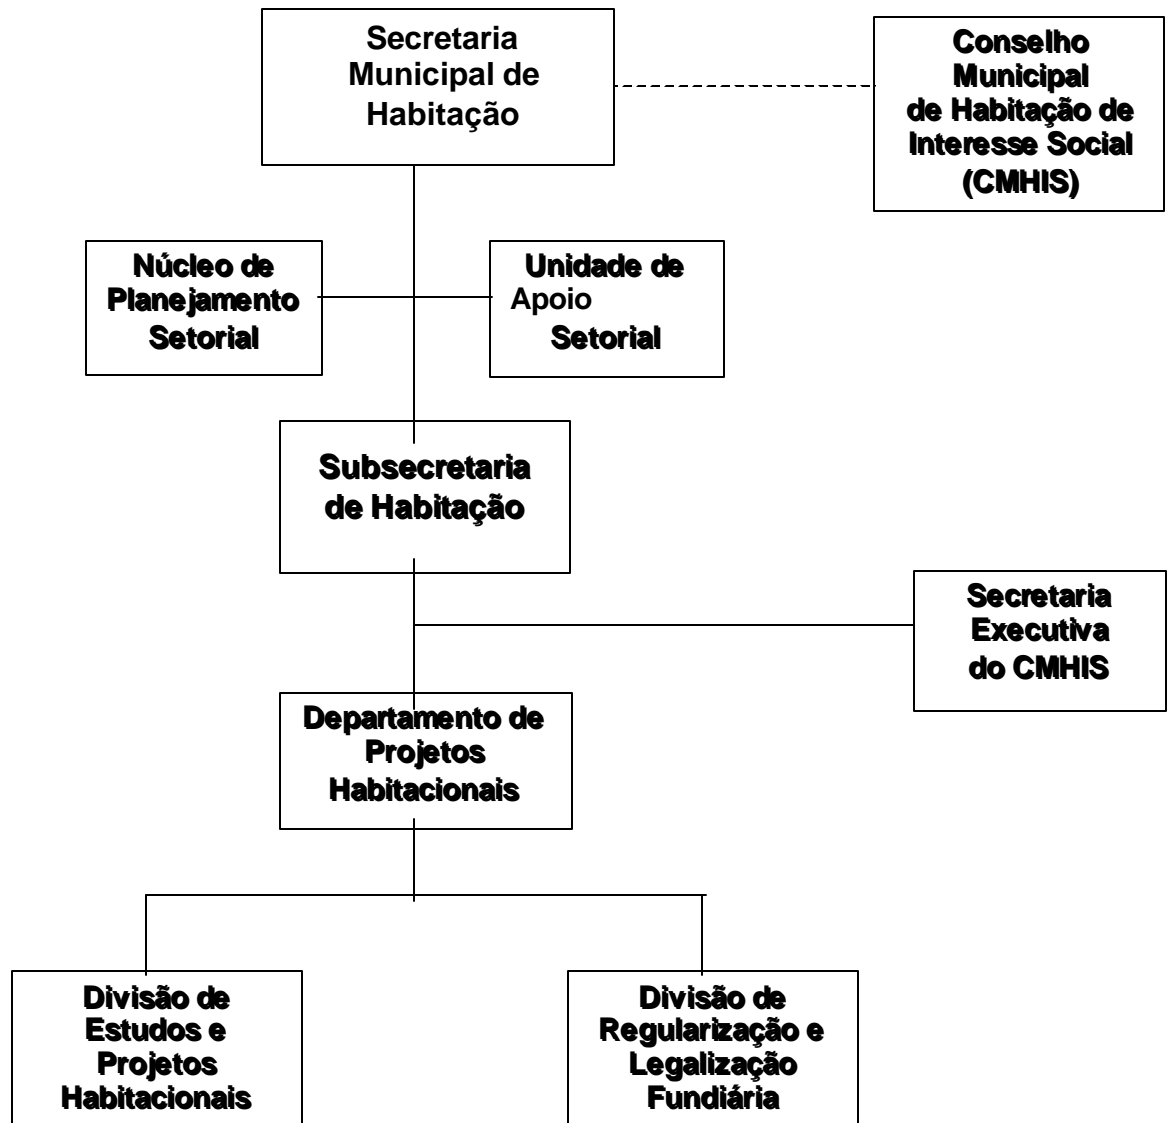 Secretaria
Municipal de
Habitação
Conselho
Municipal
de Habitação de
Interesse Social
(CMHIS)
Núcleo de
Planejamento
Setorial
Unidade de
Apoio
Setorial
Subsecretaria
de Habitação
Secretaria
Executiva
do CMHIS
Departamento de
Projetos
Habitacionais
Divisão de
Estudos e
Projetos
Habitacionais
Divisão de
Regularização e
Legalização
Fundiária